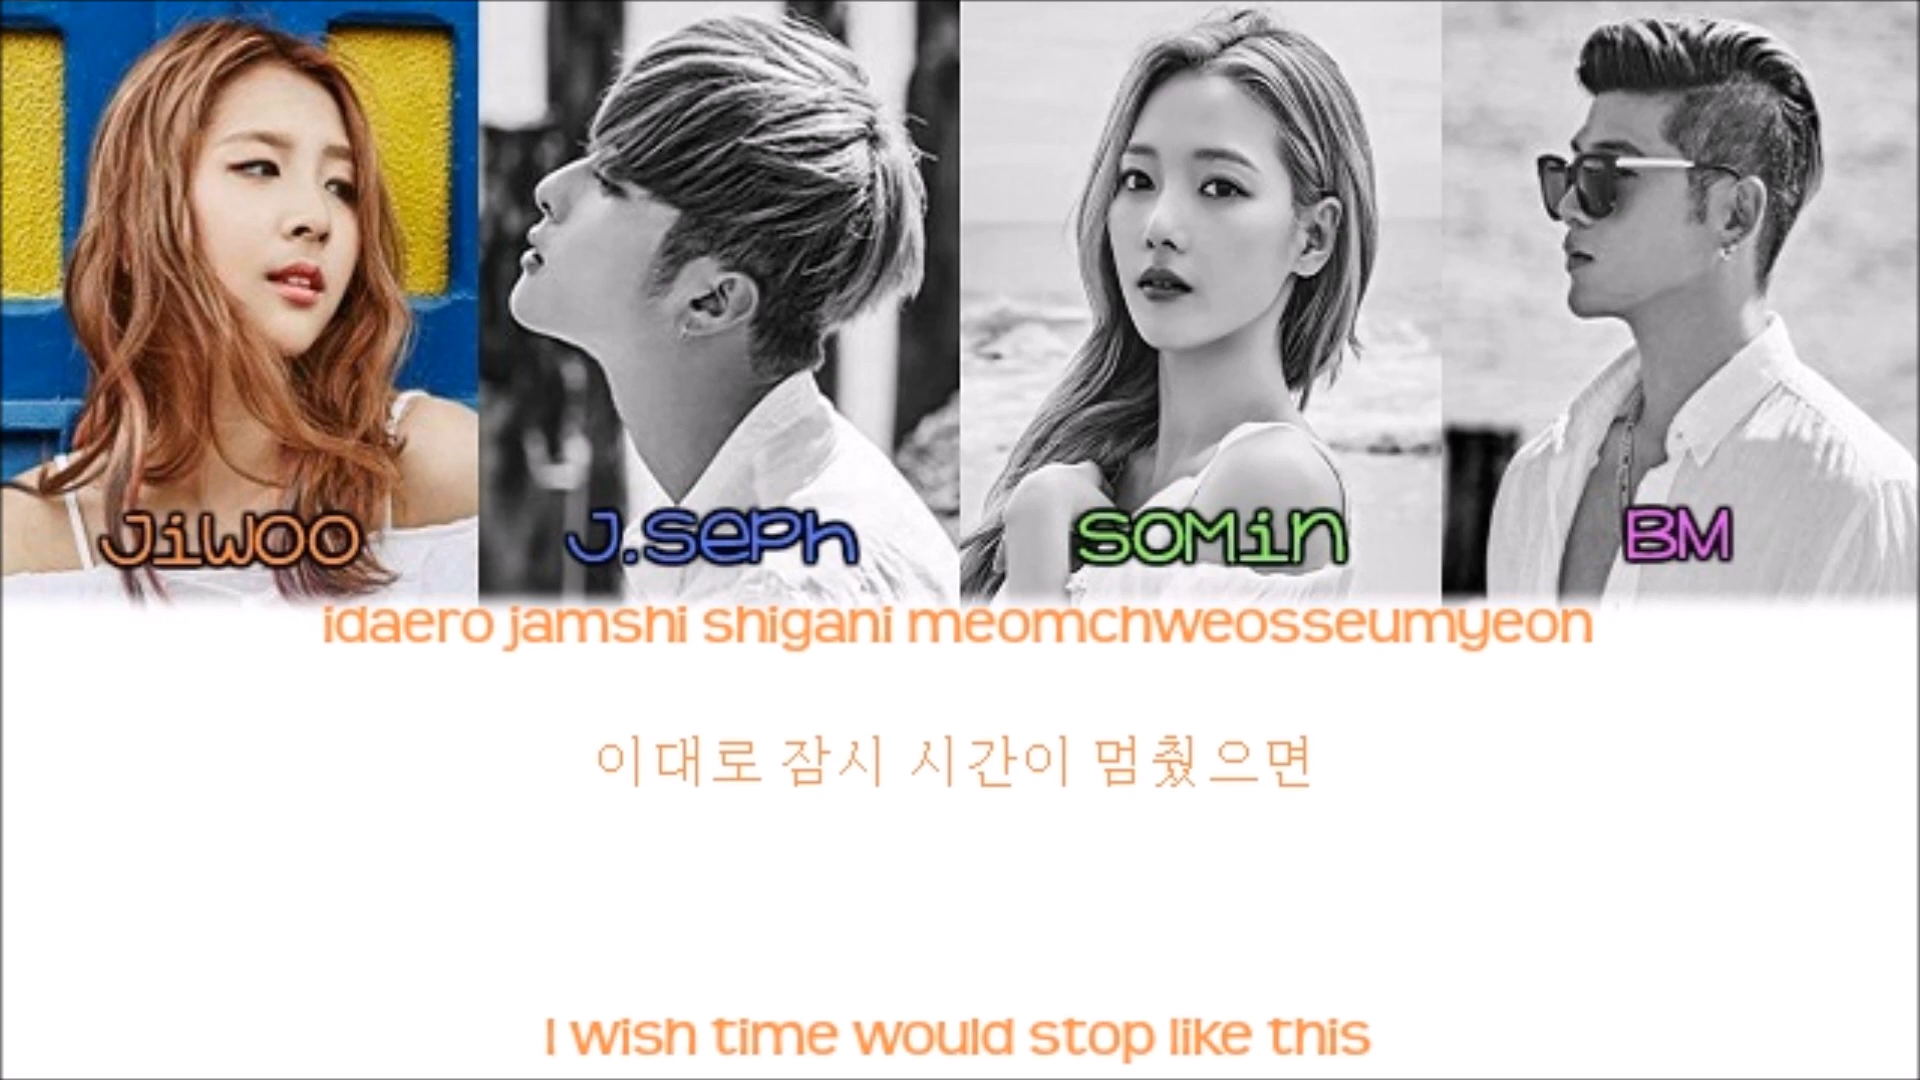 JiWOO J.SEPh SOMiN BM
idaero jamshi shigani meomchweosseumyeon
이대로 잠시 시간이 멈췄으면
I wish time would stop like this